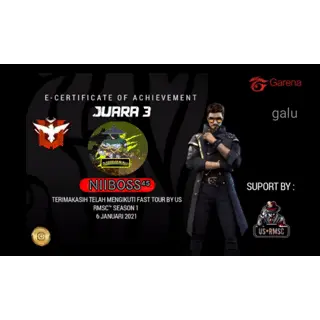 Garena
E-CERTIFICATE OF ACHIEVEMENT
JUARA 3
galu
NIIBOSS
TERIMAKASIH TELAH MENGIKUTI FAST TOUR BY US
RMSC™ SEASON 1
6 JANUARI 2021
SUPORT BY :
US•RMSC